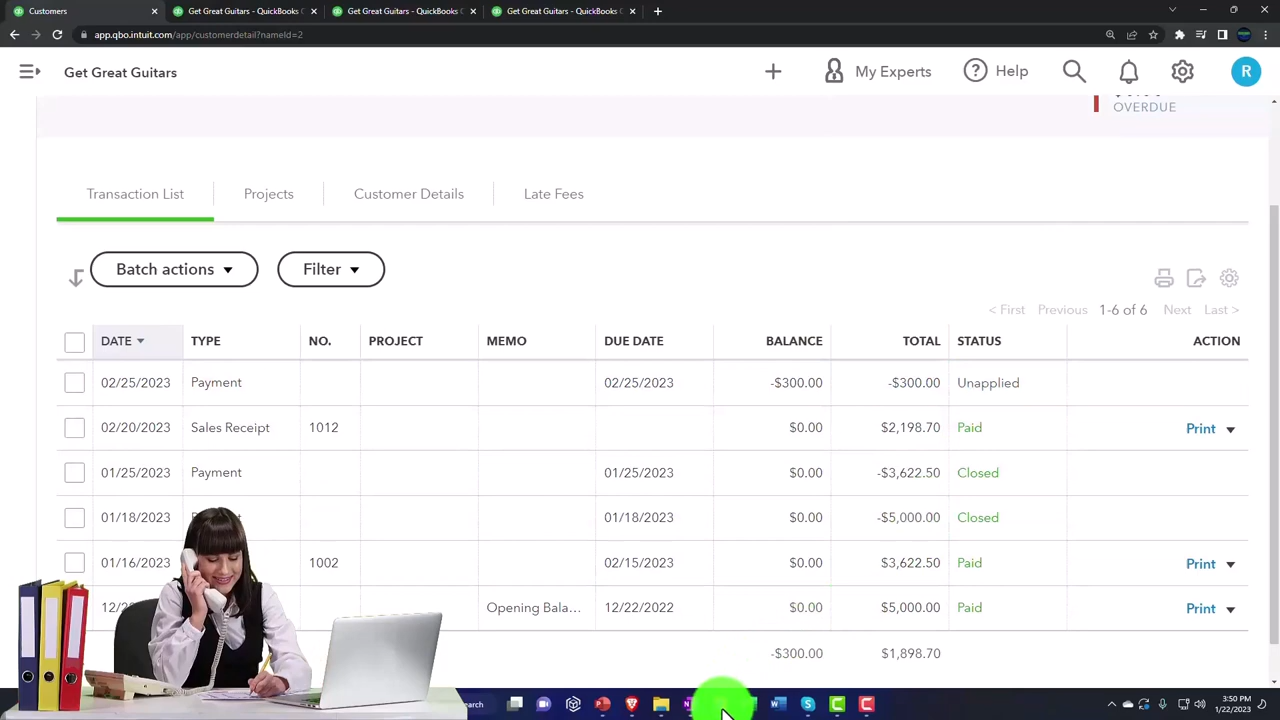 Customers
Get Great Guitars - QuickBooks C
Get Great Guitars - QuickBooks C
Get Great Guitars - QuickBooks C
app.qbo.intuit.com/app/customerdetail?nameId=2
Get Great Guitars
My Experts
Help
R
OVERDUE
Transaction List
Projects
Customer Details
Late Fees
Batch actions
Filter
< First Previous 1-6 of 6 Next Last >
DATE TYPE NO. PROJECT MEMO DUE DATE BALANCE TOTAL STATUS ACTION
02/25/2023 Payment 02/25/2023 -$300.00 -$300.00 Unapplied
02/20/2023 Sales Receipt 1012 $0.00 $2,198.70 Paid Print
01/25/2023 Payment 01/25/2023 $0.00 -$3,622.50 Closed
01/18/2023 01/18/2023 $0.00 -$5,000.00 Closed
01/16/2023 1002 02/15/2023 $0.00 $3,622.50 Paid Print
Opening Bala... 12/22/2022 $0.00 $5,000.00 Paid Print
-$300.00 $1,898.70
3:50 PM
1/22/2023